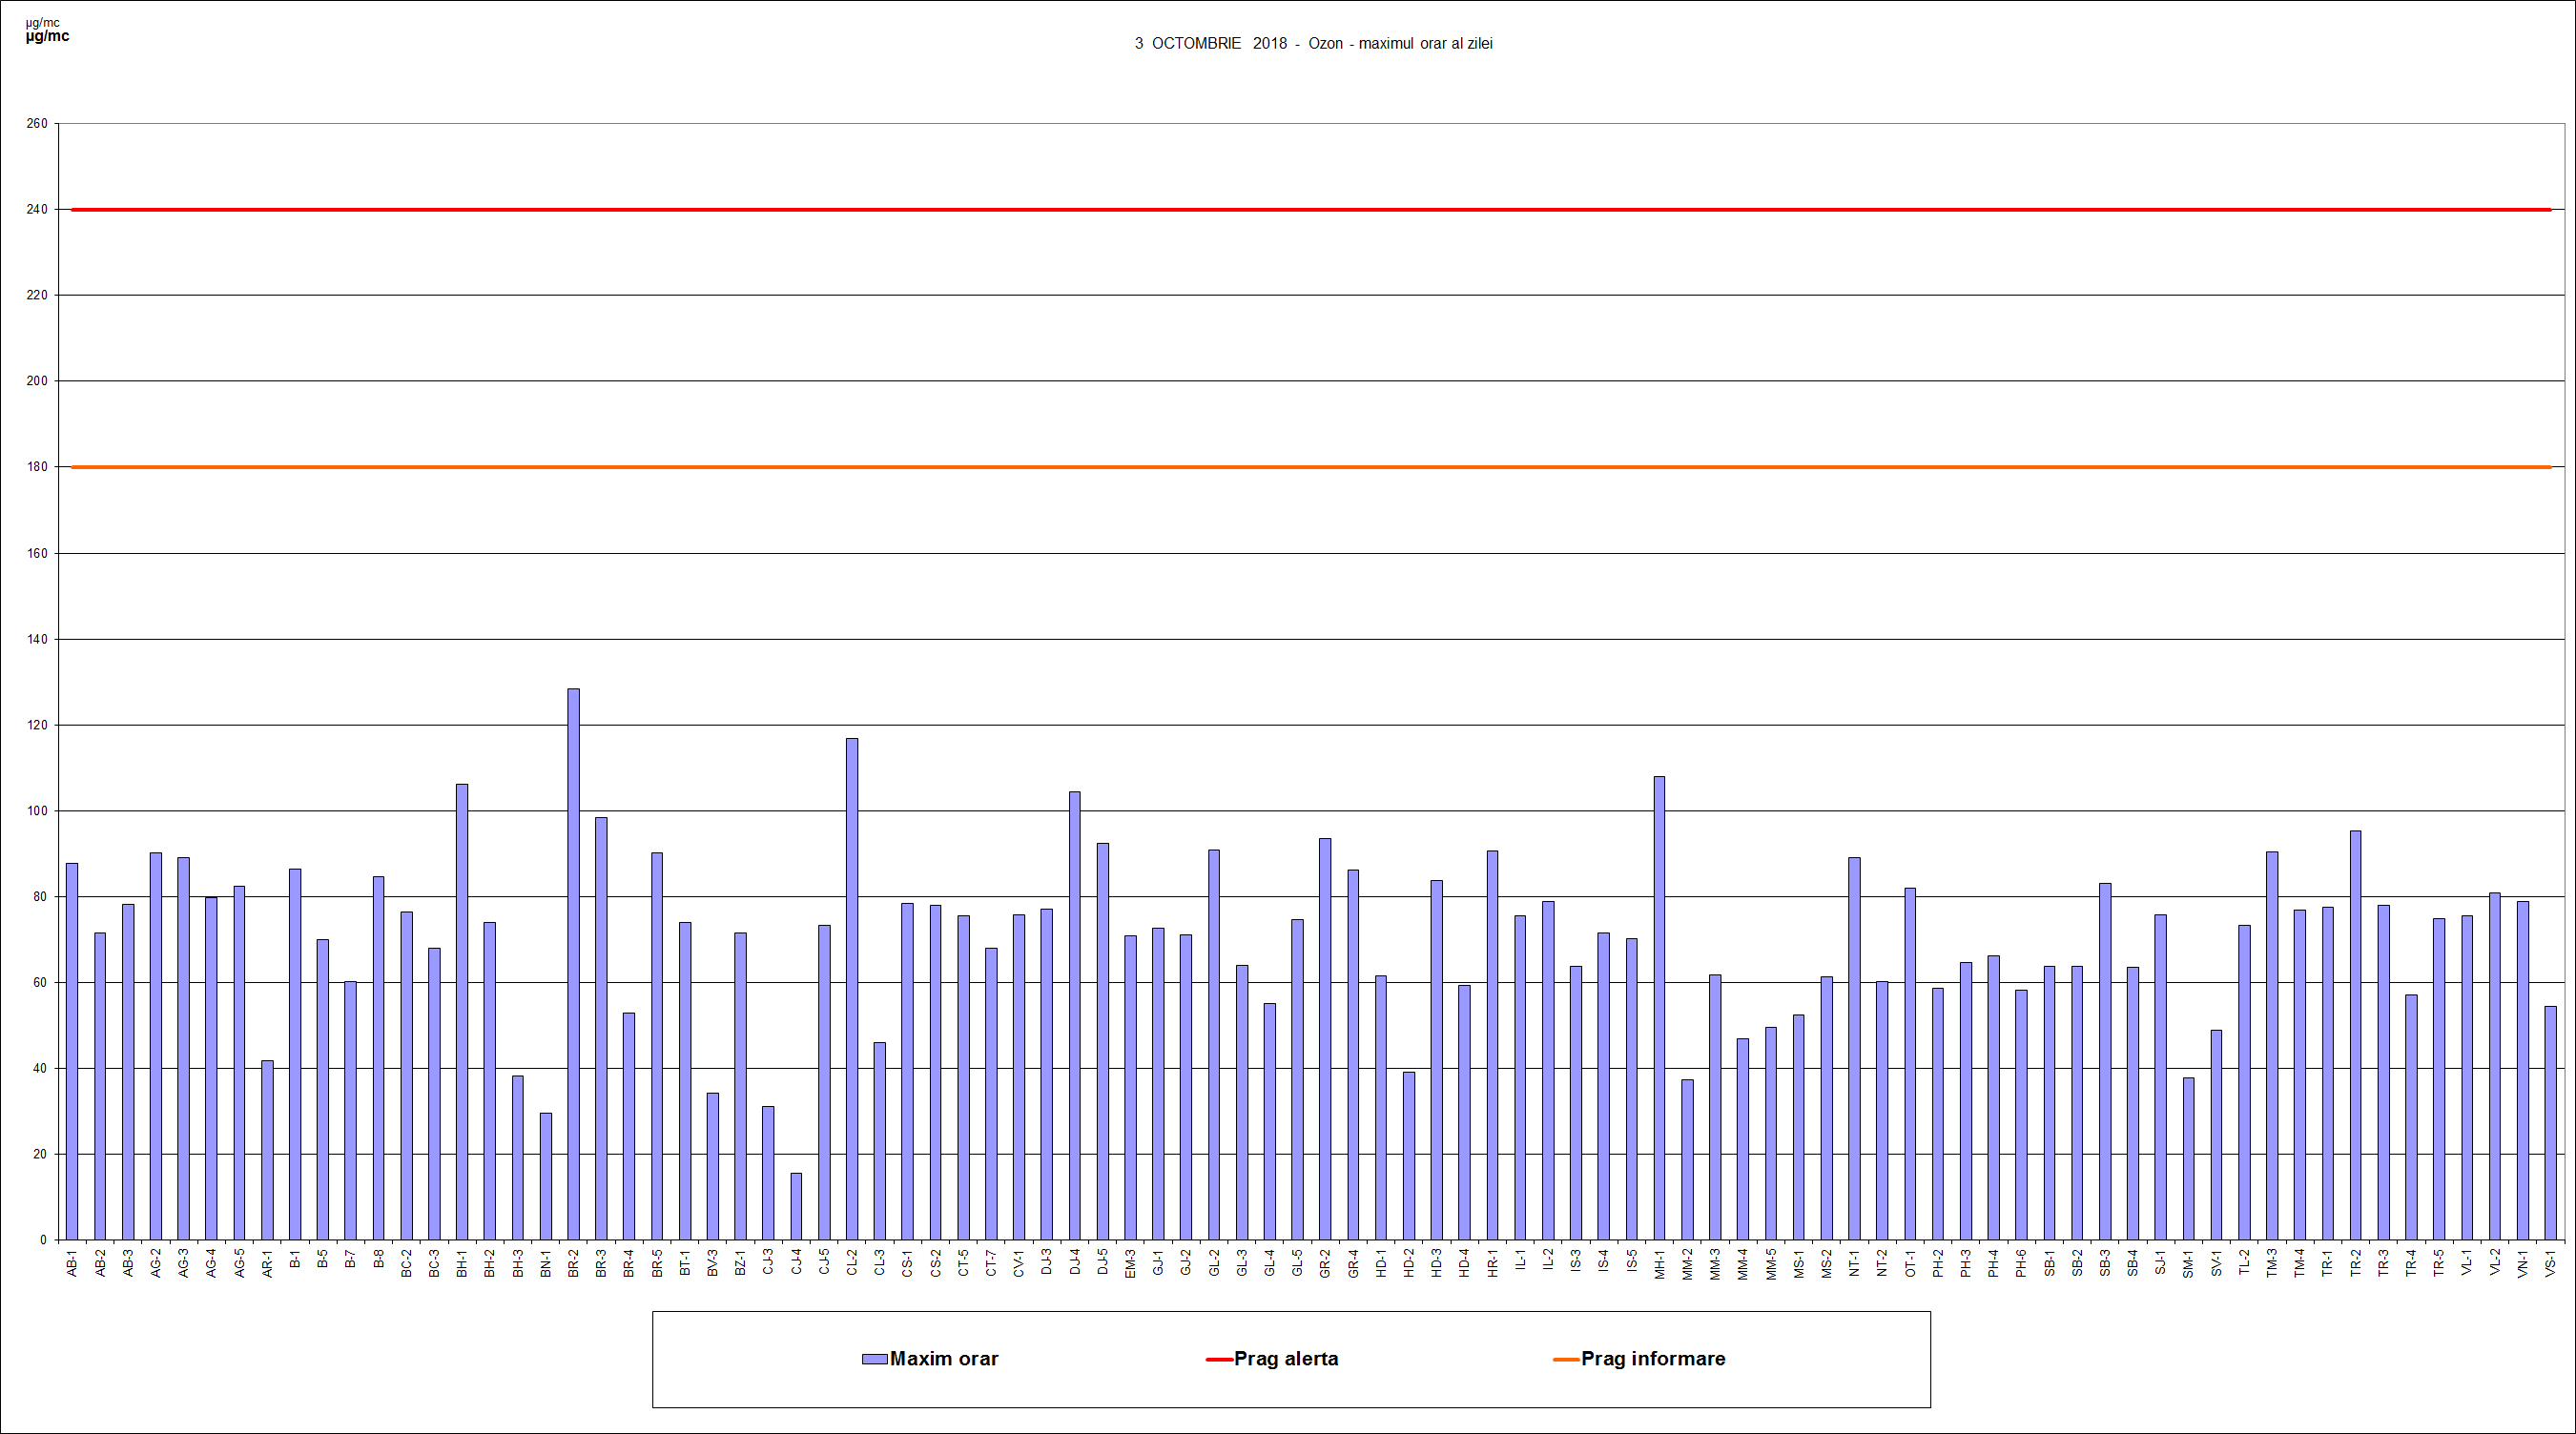 µg/mc
µg/mc
3 OCTOMBRIE 2018 - Ozon - maximul orar al zilei
260
240
220
200
180
160
140
120
100
80
60
40
20
0
AB-1
AB-2
AB-3
AG-2
AG-3
AG-4
AG-5
AR-1
B-1
B-5
B-7
B-8
BC-2
BC-3
BH-1
BH-2
BH-3
BN-1
BR-2
BR-3
BR-4
BR-5
BT-1
BV-3
BZ-1
CJ-3
CJ-4
CJ-5
CL-2
CL-3
CS-1
CS-2
CT-5
CT-7
CV-1
DJ-3
DJ-4
DJ-5
EM-3
GJ-1
GJ-2
GL-2
GL-3
GL-4
GL-5
GR-2
GR-4
HD-1
HD-2
HD-3
HD-4
HR-1
IL-1
IL-2
IS-3
IS-4
IS-5
MH-1
MM-2
MM-3
MM-4
MM-5
MS-1
MS-2
NT-1
NT-2
OT-1
PH-2
PH-3
PH-4
PH-6
SB-1
SB-2
SB-3
SB-4
SJ-1
SM-1
SV-1
TL-2
TM-3
TM-4
TR-1
TR-2
TR-3
TR-4
TR-5
VL-1
VL-2
VN-1
VS-1
Maxim orar
Prag alerta
Prag informare